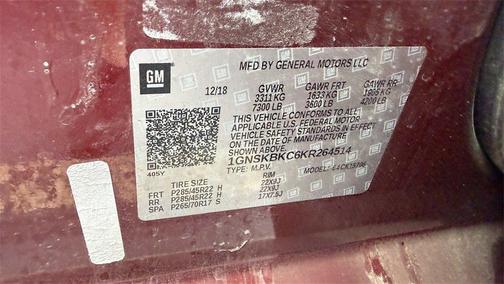 MFD BY GENERAL MOTORS LLC
GM
12/18 GVWR GAWR FRT GAWR RR
3311 KG 1633 KG 1905 KG
7300 LB 3600 LB 4200 LB
THIS VEHICLE CONFORMS TO ALL
APPLICABLE U.S. FEDERAL MOTOR
VEHICLE SAFETY STANDARDS IN EFFECT
ON THE DATE OF MANUFACTURE
SHOWN ABOVE.
1GNSKBKC6KR264514
405Y TYPE: M.P.V. MODEL:
TIRE SIZE RIM
FRT P285/45R22 H 22X9J
RR P285/45R22 H 22X9J
SPA P265/70R17 S 17X7.5J